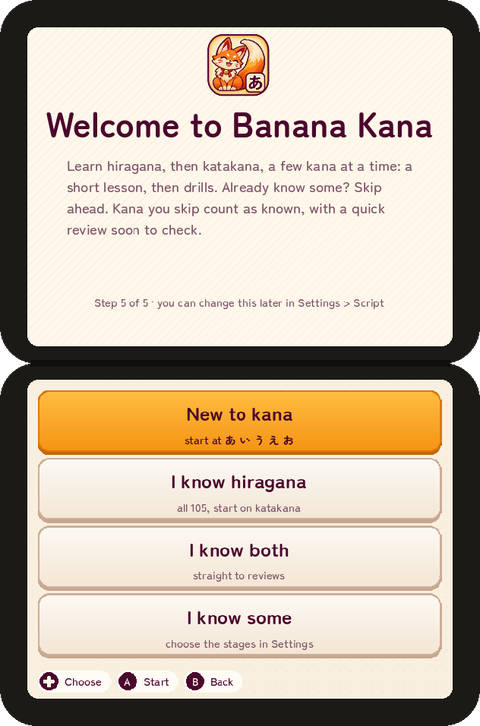 あ
Welcome to Banana Kana
Learn hiragana, then katakana, a few kana at a time: a
short lesson, then drills. Already know some? Skip
ahead. Kana you skip count as known, with a quick
review soon to check.
Step 5 of 5 · you can change this later in Settings > Script
New to kana
start at あ い う え お
I know hiragana
all 105, start on katakana
I know both
straight to reviews
I know some
choose the stages in Settings
Choose A Start B Back